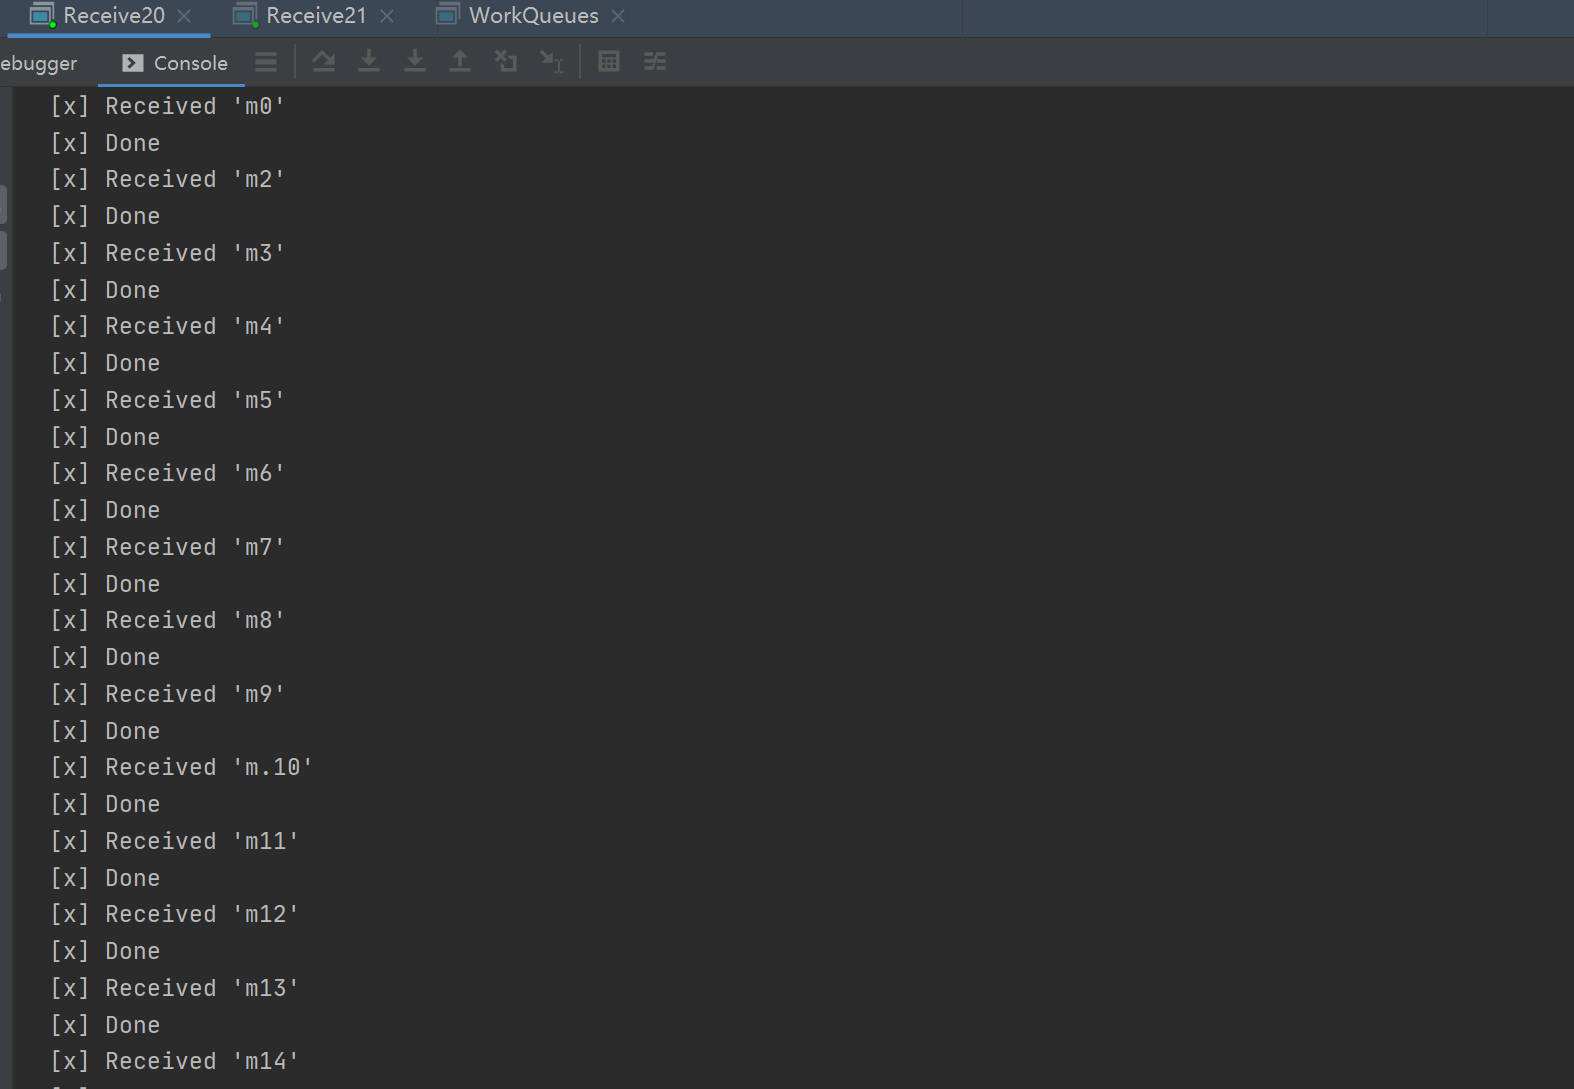 Receive20 Receive21 WorkQueues
ebugger Console
[x] Received 'm0'
[x] Done
[x] Received 'm2'
[x] Done
[x] Received 'm3'
[x] Done
[x] Received 'm4'
[x] Done
[x] Received 'm5'
[x] Done
[x] Received 'm6'
[x] Done
[x] Received 'm7'
[x] Done
[x] Received 'm8'
[x] Done
[x] Received 'm9'
[x] Done
[x] Received 'm.10'
[x] Done
[x] Received 'm11'
[x] Done
[x] Received 'm12'
[x] Done
[x] Received 'm13'
[x] Done
[x] Received 'm14'